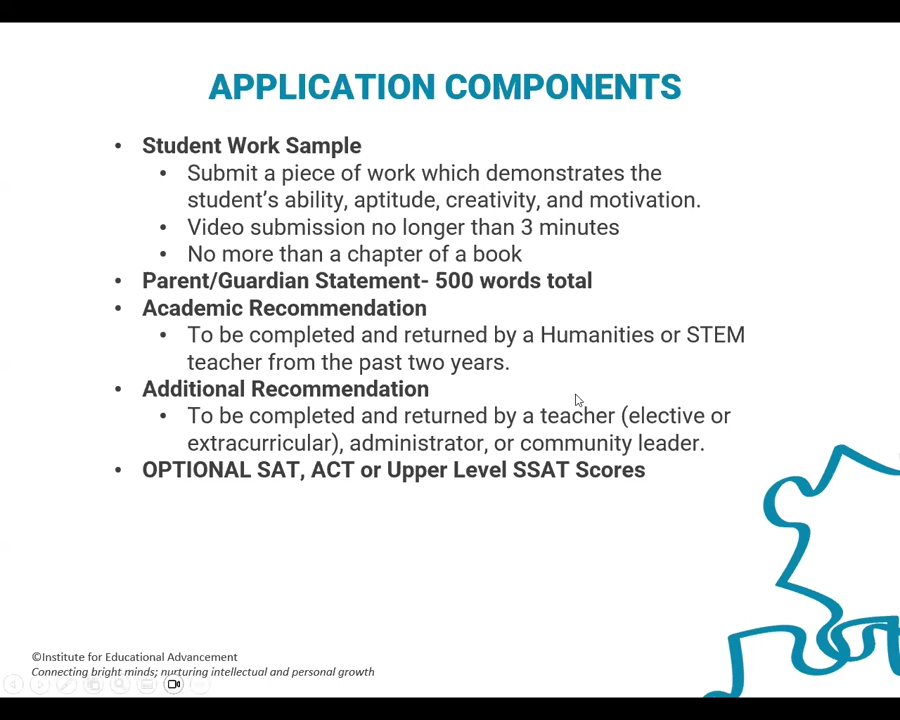 APPLICATION COMPONENTS
• Student Work Sample
• Submit a piece of work which demonstrates the
student's ability, aptitude, creativity, and motivation.
• Video submission no longer than 3 minutes
• No more than a chapter of a book
• Parent/Guardian Statement- 500 words total
• Academic Recommendation
• To be completed and returned by a Humanities or STEM
teacher from the past two years.
• Additional Recommendation
• To be completed and returned by a teacher (elective or
extracurricular), administrator, or community leader.
• OPTIONAL SAT, ACT or Upper Level SSAT Scores
©Institute for Educational Advancement
Connecting bright minds; nurturing intellectual and personal growth